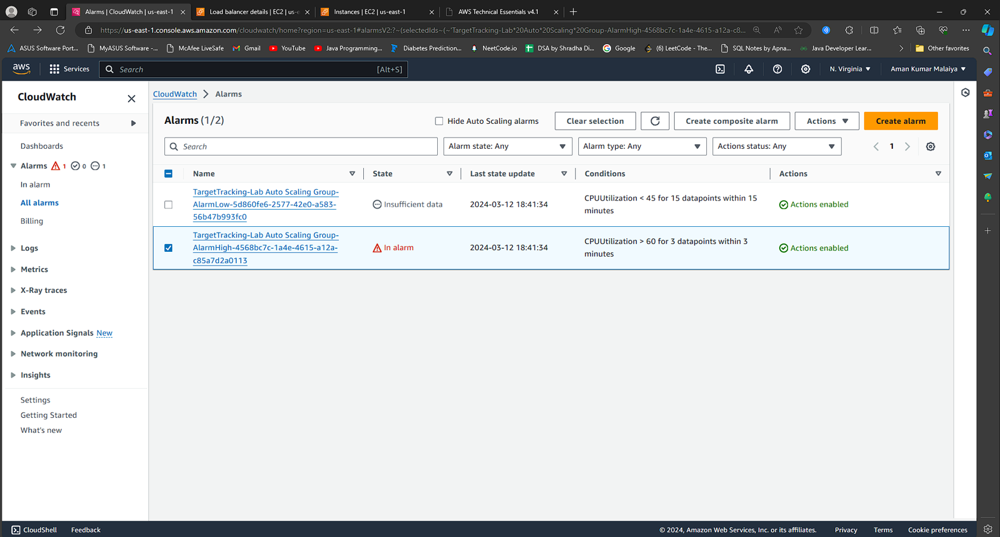 Alarms | CloudWatch | us-east-1
Load balancer details | EC2 | us-e
Instances | EC2 | us-east-1
AWS Technical Essentials v4.1
https://us-east-1.console.aws.amazon.com/cloudwatch/home?region=us-east-1#alarmsV2:?~(selectedIds~(~'TargetTracking-Lab*20Auto*20Scaling*20Group-AlarmHigh-4568bc7c-1a4e-4615-a12a-c8...
ASUS Software Port...
MyASUS Software -...
McAfee LiveSafe
Gmail
YouTube
Java Programming...
Diabetes Prediction...
NeetCode.io
DSA by Shradha Di...
Google
(6) LeetCode - The...
SQL Notes by Apna...
Java Developer Lear...
Other favorites
aws
Services
Search
[Alt+S]
N. Virginia
Aman Kumar Malaiya
CloudWatch
Favorites and recents
Dashboards
Alarms 1 0 1
In alarm
All alarms
Billing
Logs
Metrics
X-Ray traces
Events
Application Signals New
Network monitoring
Insights
Settings
Getting Started
What's new
CloudWatch > Alarms
Alarms (1/2)
Hide Auto Scaling alarms
Clear selection
Create composite alarm
Actions
Create alarm
Search
Alarm state: Any
Alarm type: Any
Actions status: Any
1
Name
State
Last state update
Conditions
Actions
TargetTracking-Lab Auto Scaling Group-
AlarmLow-5d860fe6-2577-42e0-a583-
56b47b993fc0
Insufficient data
2024-03-12 18:41:34
CPUUtilization < 45 for 15 datapoints within 15
minutes
Actions enabled
TargetTracking-Lab Auto Scaling Group-
AlarmHigh-4568bc7c-1a4e-4615-a12a-
c85a7d2a0113
In alarm
2024-03-12 18:41:34
CPUUtilization > 60 for 3 datapoints within 3
minutes
Actions enabled
CloudShell
Feedback
© 2024, Amazon Web Services, Inc. or its affiliates.
Privacy
Terms
Cookie preferences